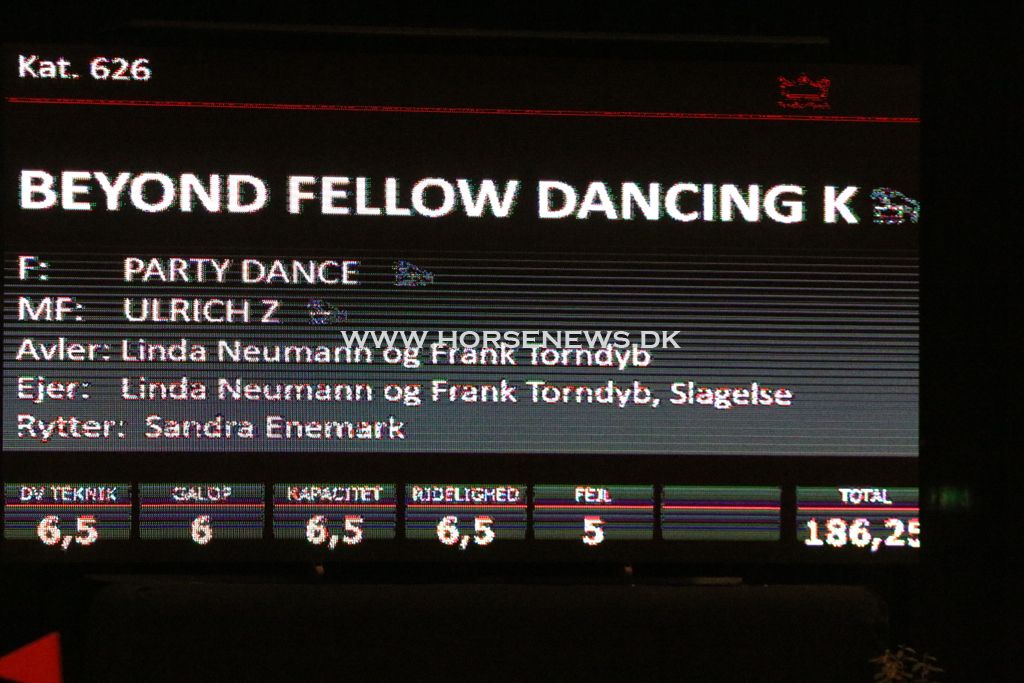 Kat. 626
BEYOND FELLOW DANCING K
F: PARTY DANCE
MF: ULRICH Z
WWW.HORSENEWS.DK
Avler: Linda Neumann og Frank Torndyb
Ejer: Linda Neumann og Frank Torndyb, Slagelse
Rytter: Sandra Enemark
DV TEKNIK GALOP KAPACITET RIDELIGHED FEJL TOTAL
6,5 6 6,5 6,5 5 186,25